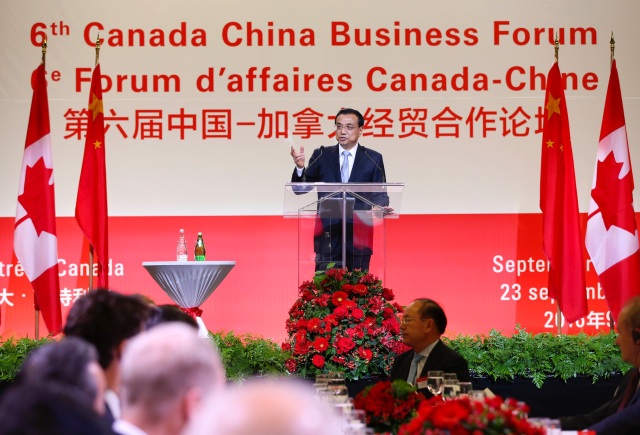 6th Canada China Business Forum
6e Forum d'affaires Canada-Chine
第六届中国-加拿大经贸合作论坛
Canada
23